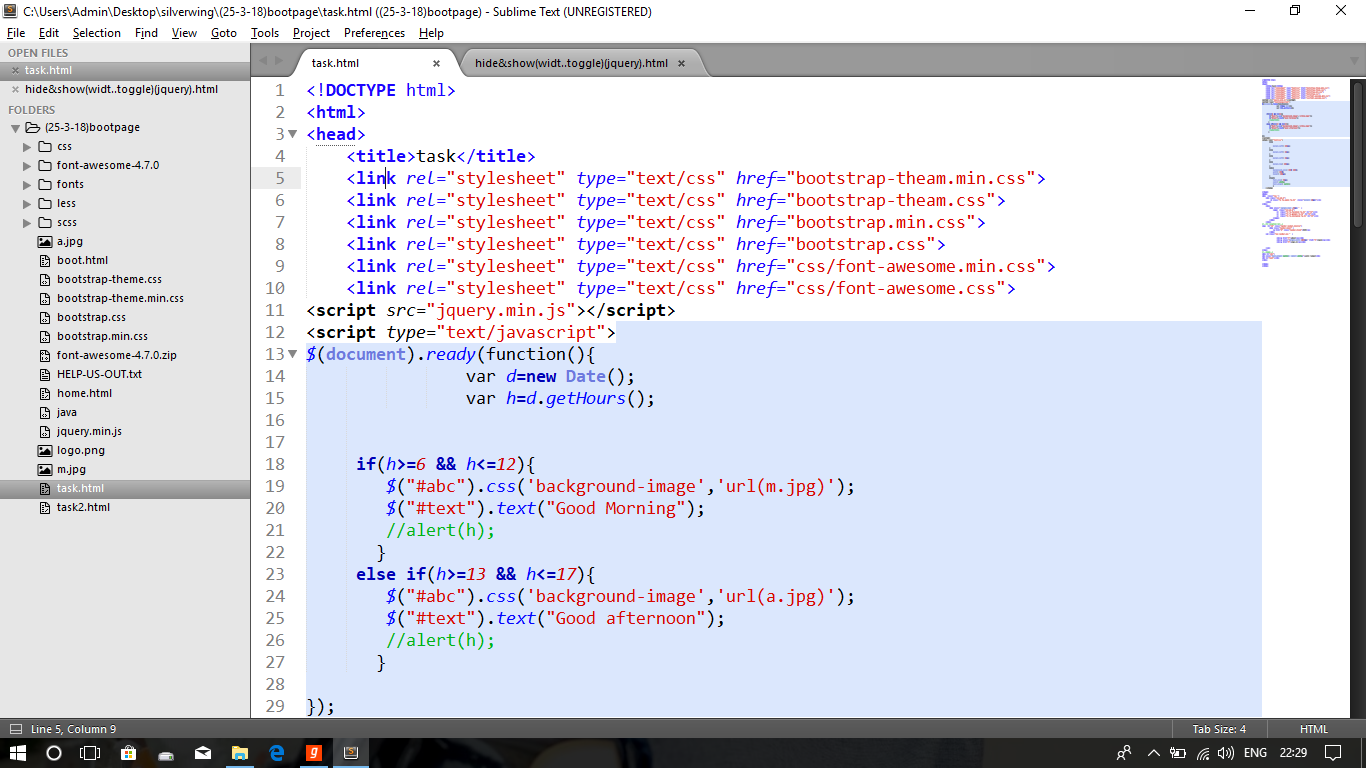 C:\Users\Admin\Desktop\silverwing\(25-3-18)bootpage\task.html ((25-3-18)bootpage) - Sublime Text (UNREGISTERED)
File Edit Selection Find View Goto Tools Project Preferences Help
OPEN FILES
task.html
hide&show(widt..toggle)(jquery).html
FOLDERS
(25-3-18)bootpage
css
font-awesome-4.7.0
fonts
less
scss
a.jpg
boot.html
bootstrap-theme.css
bootstrap-theme.min.css
bootstrap.css
bootstrap.min.css
font-awesome-4.7.0.zip
HELP-US-OUT.txt
home.html
java
jquery.min.js
logo.png
m.jpg
task.html
task2.html
task.html hide&show(widt..toggle)(jquery).html
1 <!DOCTYPE html>
2 <html>
3 <head>
4 <title>task</title>
5 <link rel="stylesheet" type="text/css" href="bootstrap-theam.min.css">
6 <link rel="stylesheet" type="text/css" href="bootstrap-theam.css">
7 <link rel="stylesheet" type="text/css" href="bootstrap.min.css">
8 <link rel="stylesheet" type="text/css" href="bootstrap.css">
9 <link rel="stylesheet" type="text/css" href="css/font-awesome.min.css">
10 <link rel="stylesheet" type="text/css" href="css/font-awesome.css">
11 <script src="jquery.min.js"></script>
12 <script type="text/javascript">
13 $(document).ready(function(){
14 var d=new Date();
15 var h=d.getHours();
16
17
18 if(h>=6 && h<=12){
19 $("#abc").css('background-image','url(m.jpg)');
20 $("#text").text("Good Morning");
21 //alert(h);
22 }
23 else if(h>=13 && h<=17){
24 $("#abc").css('background-image','url(a.jpg)');
25 $("#text").text("Good afternoon");
26 //alert(h);
27 }
28
29 });
Line 5, Column 9 Tab Size: 4 HTML
ENG 22:29